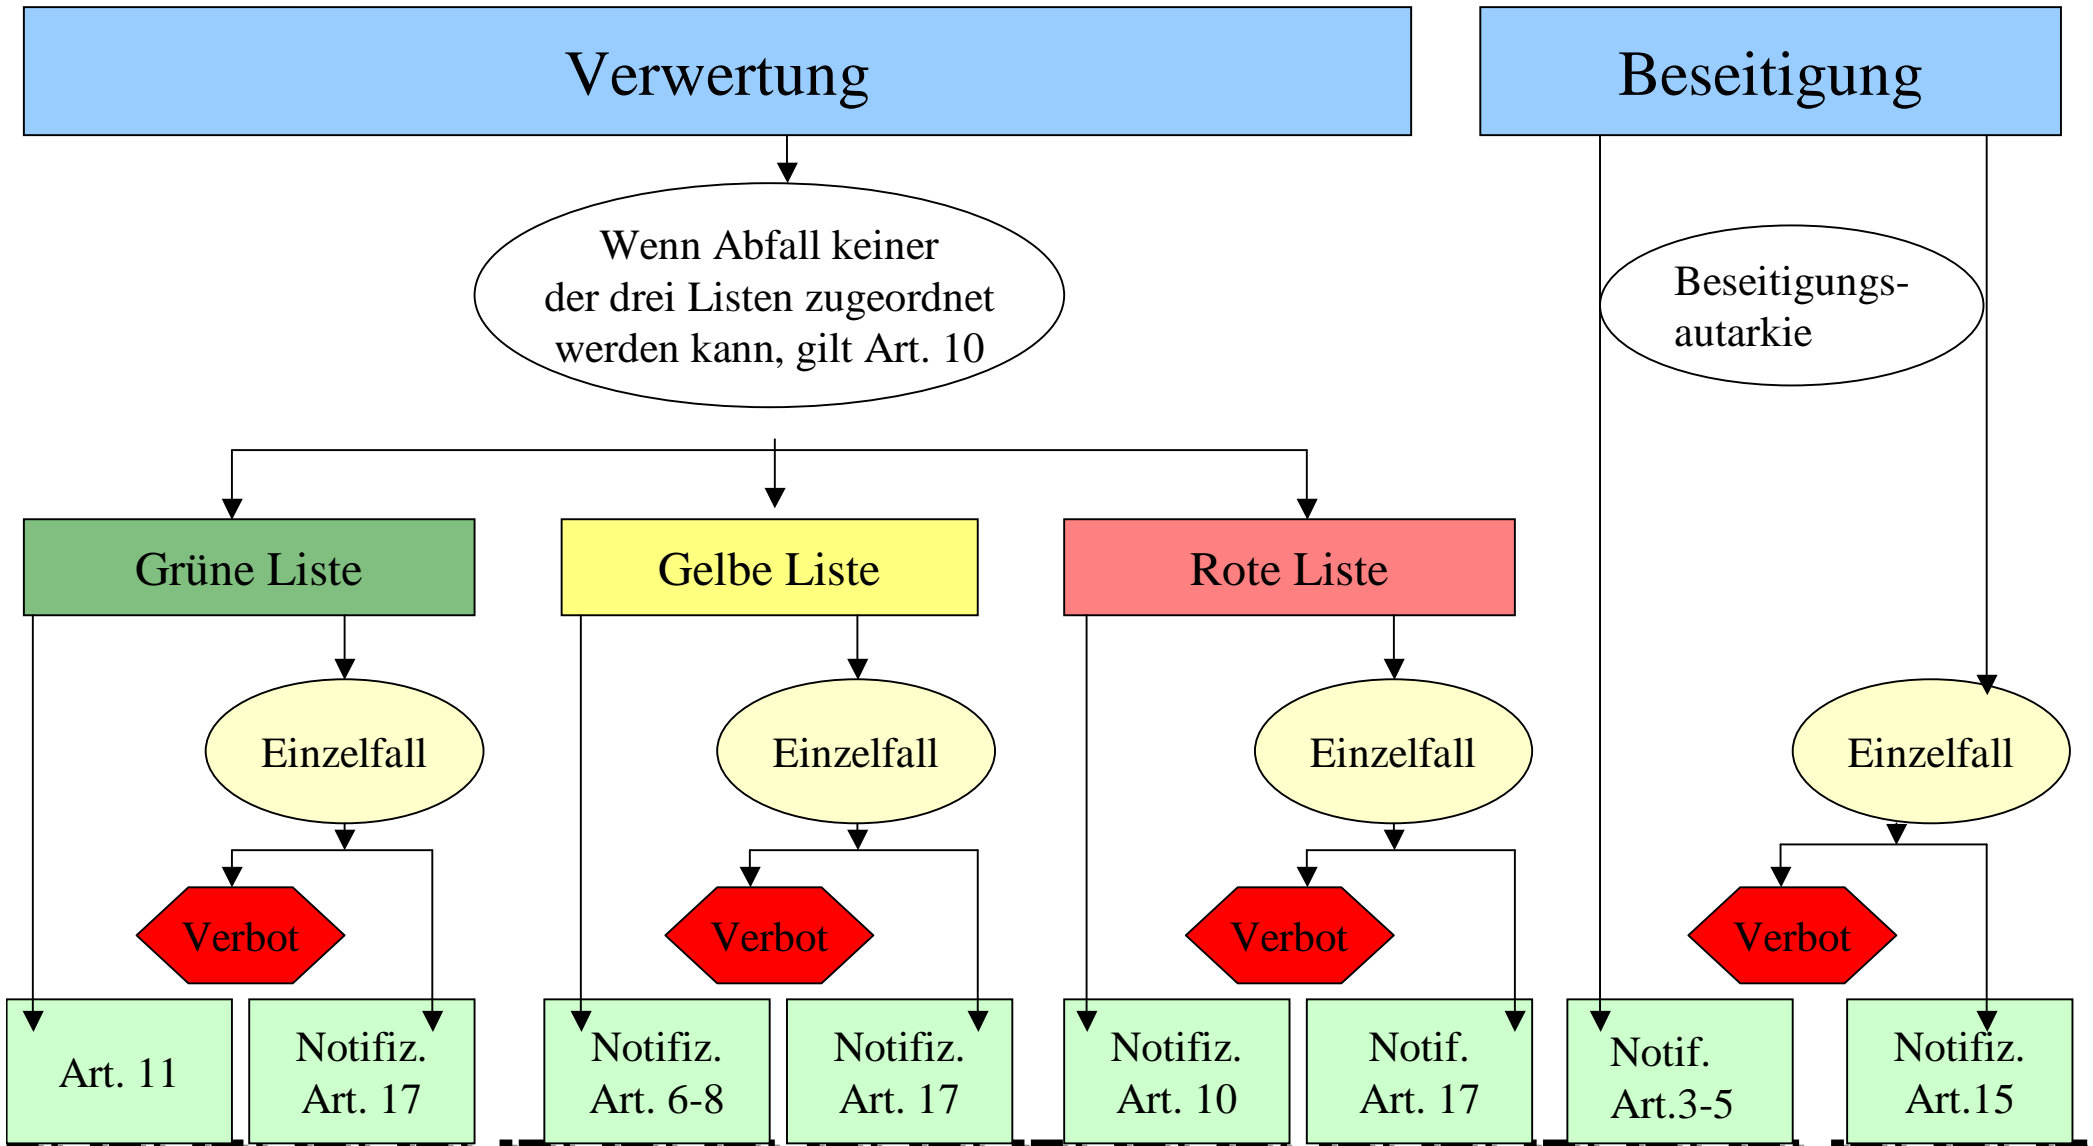 Verwertung
Beseitigung
Wenn Abfall keiner
der drei Listen zugeordnet
werden kann, gilt Art. 10
Beseitigungs-
autarkie
Grüne Liste
Gelbe Liste
Rote Liste
Einzelfall
Einzelfall
Einzelfall
Einzelfall
Verbot
Verbot
Verbot
Verbot
Art. 11
Notifiz.
Art. 17
Notifiz.
Art. 6-8
Notifiz.
Art. 17
Notifiz.
Art. 10
Notif.
Art. 17
Notif.
Art.3-5
Notifiz.
Art.15